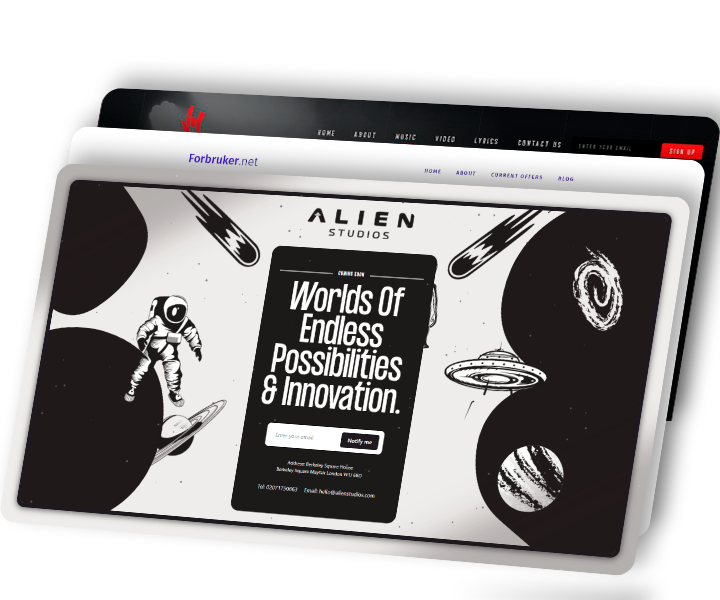 HOME ABOUT MUSIC VIDEO LYRICS CONTACT US ENTER YOUR EMAIL SIGN UP
Forbruker.net
HOME ABOUT CURRENT OFFERS BLOG
ALIEN
STUDIOS
COMING SOON
Worlds Of
Endless
Possibilities
& Innovation.
Enter your email Notify me
Address: Berkeley Square
Berkeley Square Mayfair London W1J 6BD
Tel: 02071750663 Email: hello@alienstudios.com